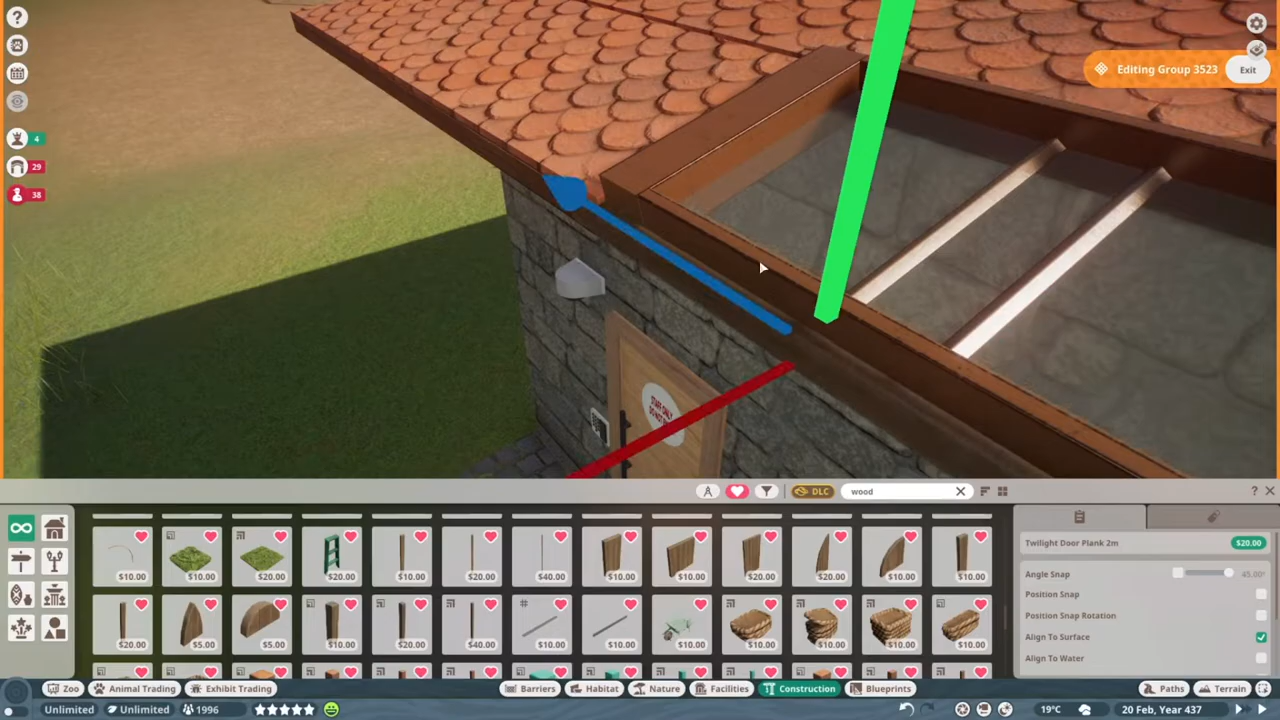 ?
Editing Group 3523
Exit
4
29
38
STAFF ONLY
DO NOT
DLC
wood
? X
$10.00 $10.00 $20.00 $20.00 $10.00 $20.00 $40.00 $10.00 $10.00 $20.00 $20.00 $10.00 $10.00
$20.00 $5.00 $5.00 $10.00 $20.00 $40.00 $10.00 $10.00 $10.00 $20.00 $10.00 $10.00 $10.00
Twilight Door Plank 2m $20.00
Angle Snap 45.00°
Position Snap
Position Snap Rotation
Align To Surface
Align To Water
Zoo Animal Trading Exhibit Trading Barriers Habitat Nature Facilities Construction Blueprints Paths Terrain
Unlimited Unlimited 1996 19°C 20 Feb, Year 437